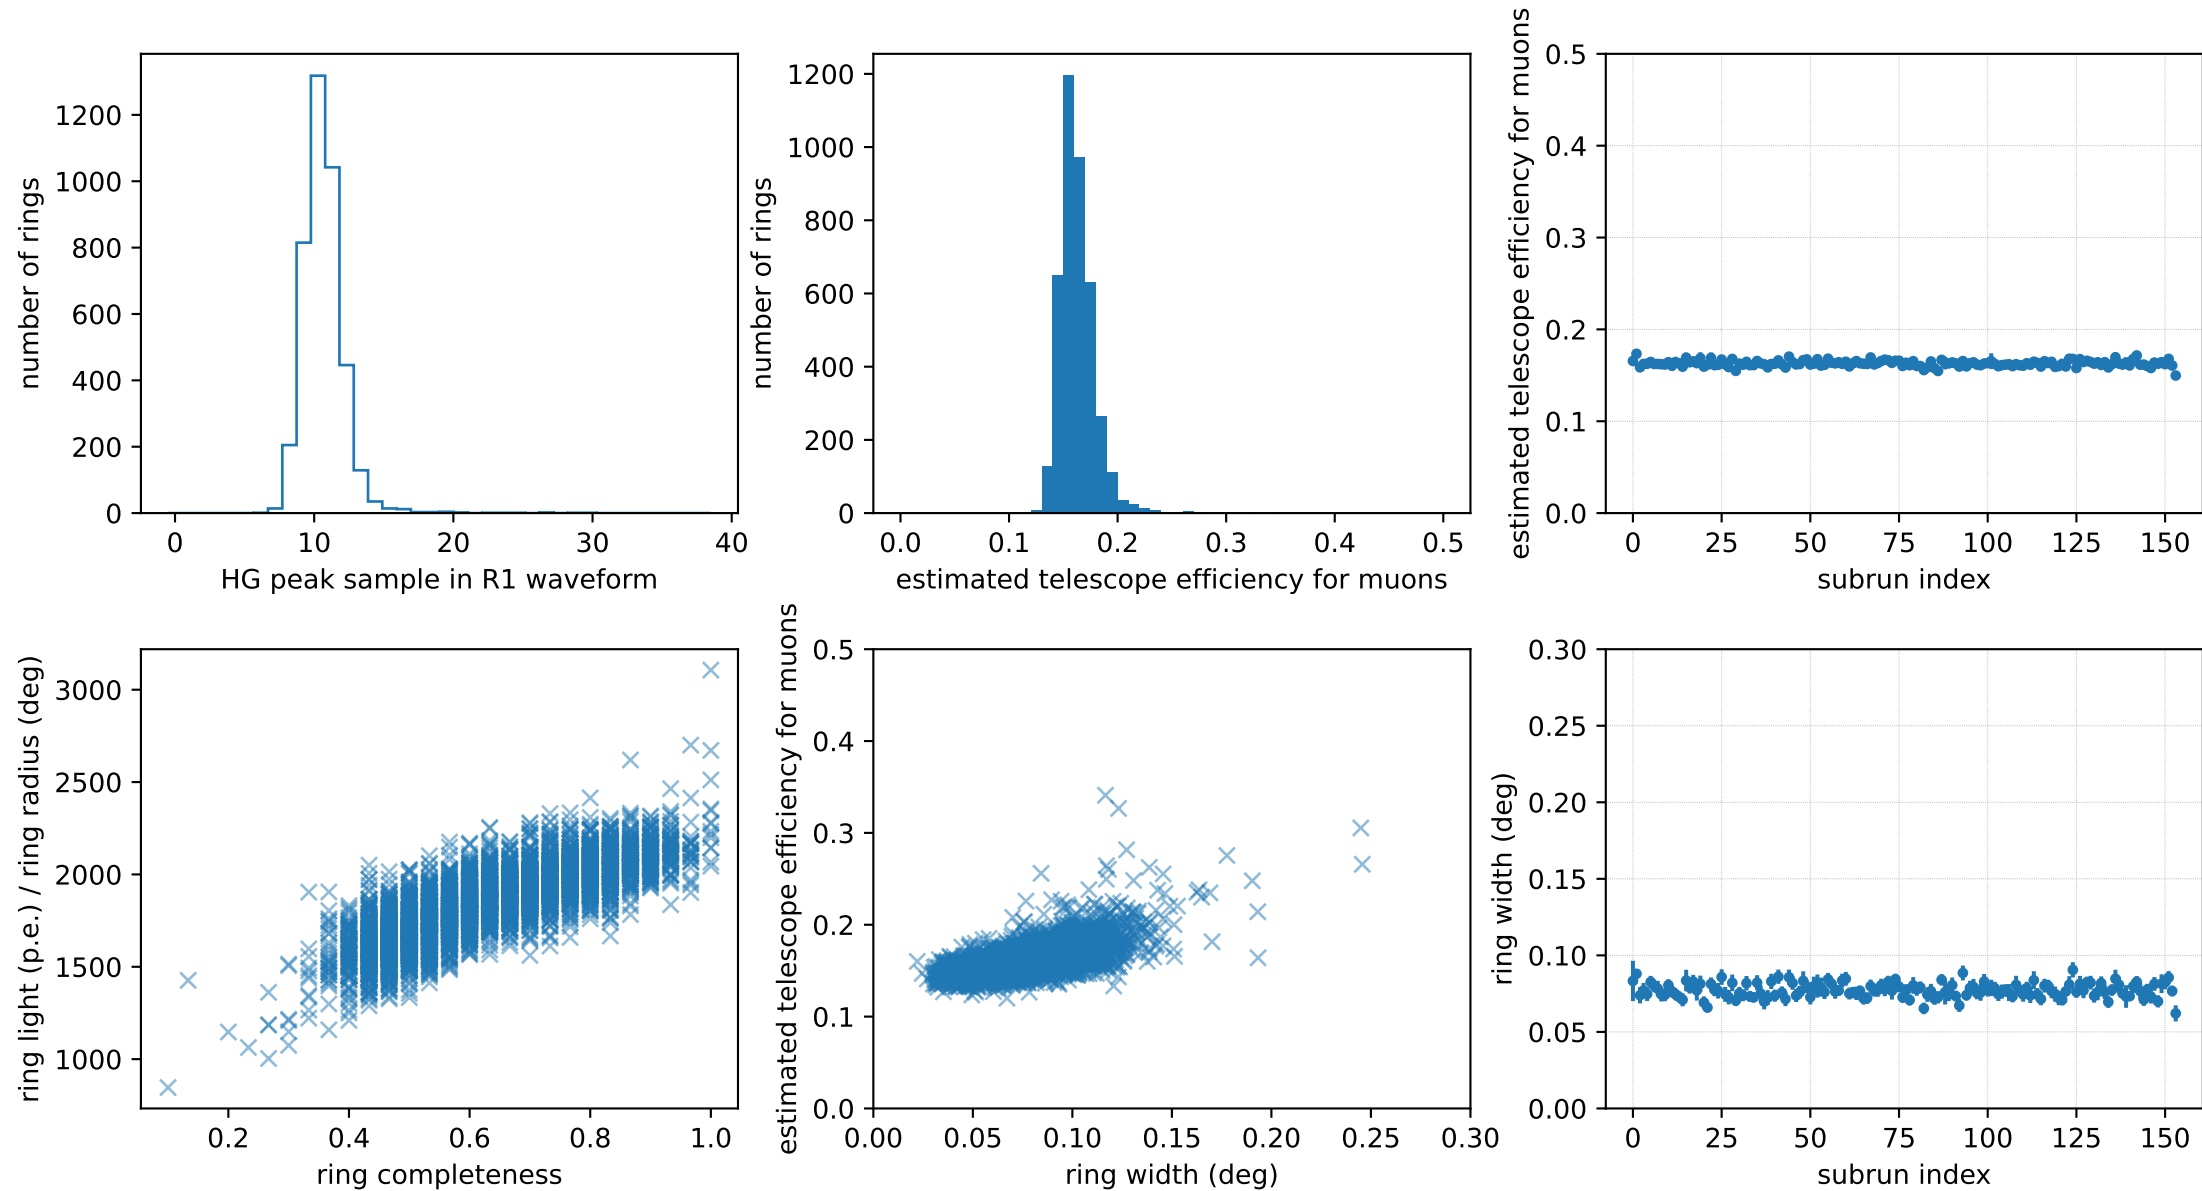 number of rings
1200
1000
800
600
400
200
0
0 10 20 30 40
HG peak sample in R1 waveform
number of rings
1200
1000
800
600
400
200
0
0.0 0.1 0.2 0.3 0.4 0.5
estimated telescope efficiency for muons
estimated telescope efficiency for muons
0.5
0.4
0.3
0.2
0.1
0.0
0 25 50 75 100 125 150
subrun index
ring light (p.e.) / ring radius (deg)
3000
2500
2000
1500
1000
0.2 0.4 0.6 0.8 1.0
ring completeness
estimated telescope efficiency for muons
0.5
0.4
0.3
0.2
0.1
0.0
0.00 0.05 0.10 0.15 0.20 0.25 0.30
ring width (deg)
ring width (deg)
0.30
0.25
0.20
0.15
0.10
0.05
0.00
0 25 50 75 100 125 150
subrun index